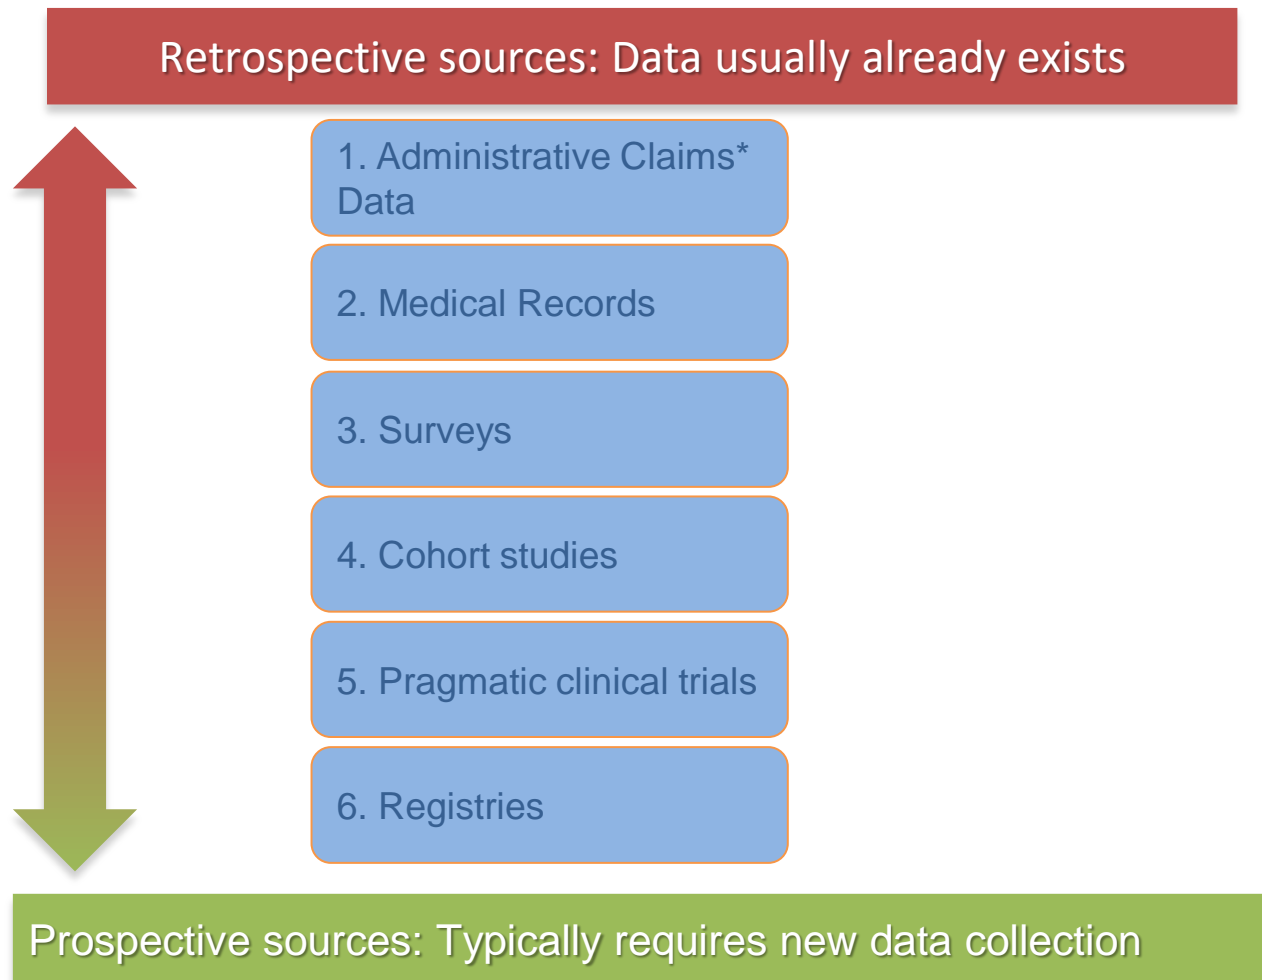 Retrospective sources: Data usually already exists
1. Administrative Claims*
Data
2. Medical Records
3. Surveys
4. Cohort studies
5. Pragmatic clinical trials
6. Registries
Prospective sources: Typically requires new data collection